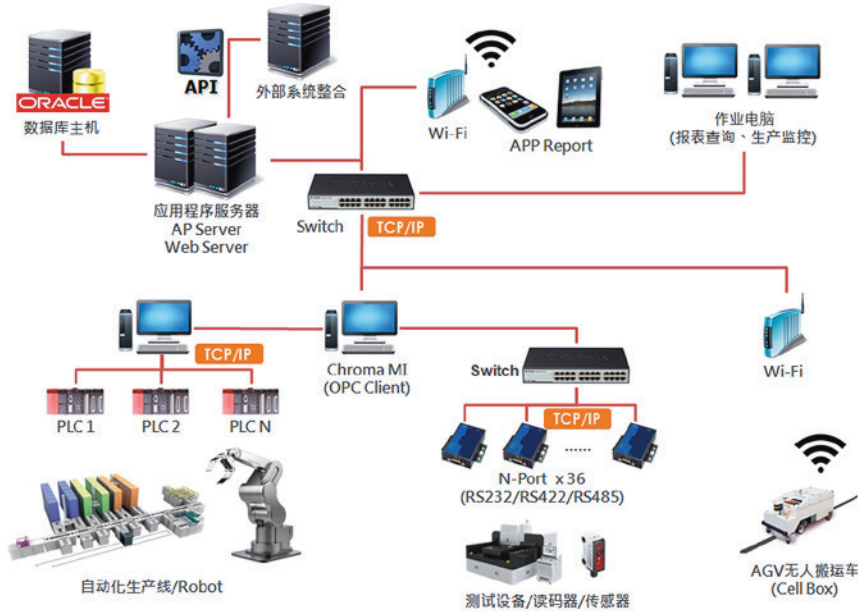 ORACLE
数据库主机
API
外部系统整合
Wi-Fi
APP Report
作业电脑
(报表查询、生产监控)
应用程序服务器
AP Server
Web Server
Switch
TCP/IP
TCP/IP
Chroma MI
(OPC Client)
Switch
Wi-Fi
PLC 1
PLC 2
PLC N
TCP/IP
......
N-Port x 36
(RS232/RS422/RS485)
自动化生产线/Robot
测试设备/读码器/传感器
AGV无人搬运车
(Cell Box)